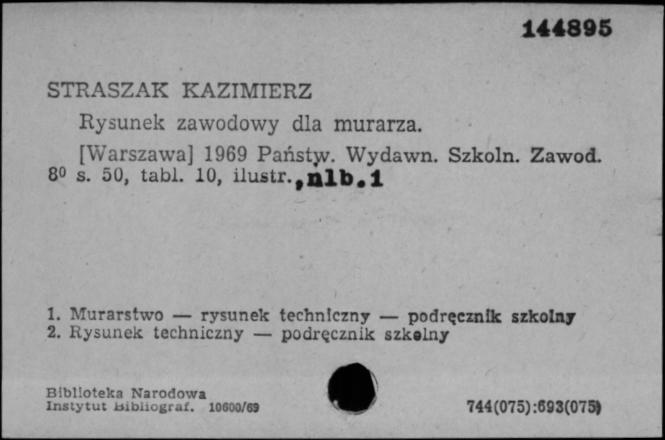 144895
STRASZAK KAZIMIERZ
Rysunek zawodowy dla murarza.
[Warszawa] 1969 Państw. Wydawn. Szkoln. Zawod.
8⁰ s. 50, tabl. 10, ilustr.,nlb.1
1. Murarstwo — rysunek techniczny — podręcznik szkolny
2. Rysunek techniczny — podręcznik szkolny
Biblioteka Narodowa
Instytut Bibliograf. 10600/69
744(075):693(075)